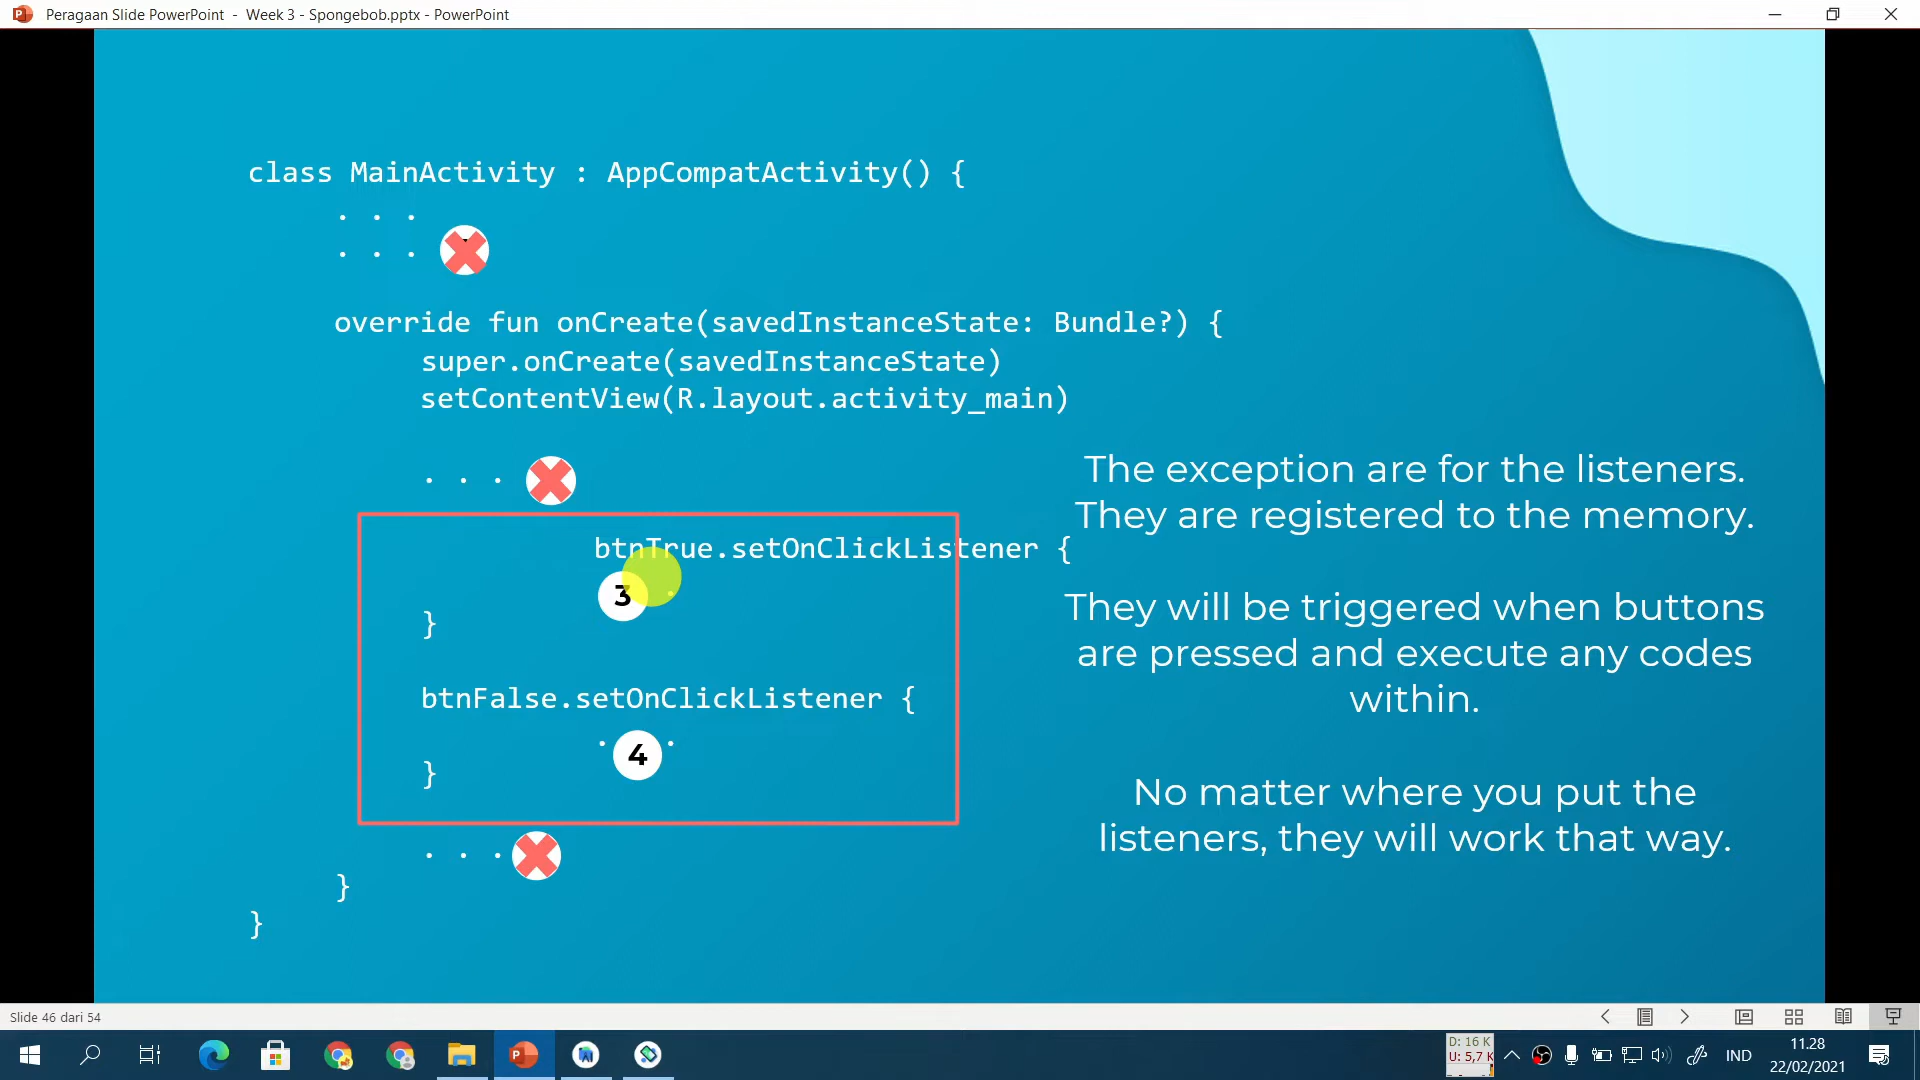 Peragaan Slide PowerPoint - Week 3 - Spongebob.pptx - PowerPoint
class MainActivity : AppCompatActivity() {
. . .
. . .
override fun onCreate(savedInstanceState: Bundle?) {
super.onCreate(savedInstanceState)
setContentView(R.layout.activity_main)
. . .
btnTrue.setOnClickListener {
3 .
}
btnFalse.setOnClickListener {
. 4 .
}
. . .
}
}
The exception are for the listeners.
They are registered to the memory.
They will be triggered when buttons
are pressed and execute any codes
within.
No matter where you put the
listeners, they will work that way.
Slide 46 dari 54
D: 16 K
U: 5,7 K
IND
11.28
22/02/2021